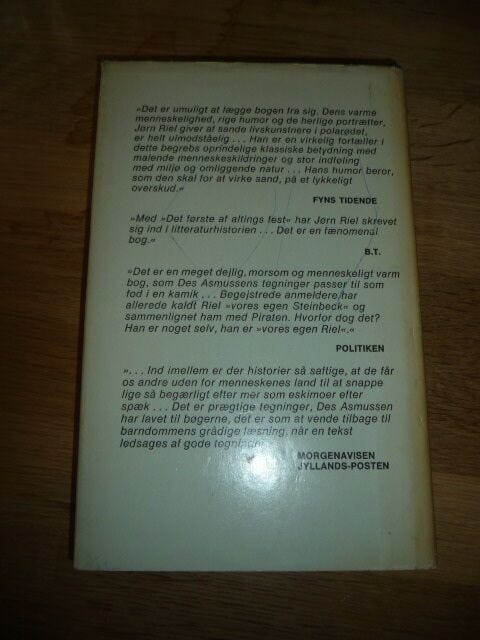 »Det er umuligt at lægge bogen fra sig. Dens varme
menneskelighed, rige humor og de herlige portrætter,
Jørn Riel giver af sande livskunstnere i polarødet,
er helt uimodståelig . . . Han er en virkelig fortæller i
dette begrebs oprindelige klassiske betydning med
malende menneskeskildringer og stor indføling
med miljø og omliggende natur . . . Hans humor beror,
som den skal for at virke sand, på et lykkeligt
overskud.«
FYNS TIDENDE
»Med »Det første af altings fest« har Jørn Riel skrevet
sig ind i litteraturhistorien . . . Det er en fænomenal
bog.«
B.T.
»Det er en meget dejlig, morsom og menneskeligt varm
bog, som Des Asmussens tegninger passer til som
fod i en kamik . . . Begejstrede anmeldere har
allerede kaldt Riel »vores egen Steinbeck« og
sammenlignet ham med Piraten. Hvorfor dog det?
Han er noget selv, han er »vores egen Riel«.«
POLITIKEN
». . . Ind imellem er der historier så saftige, at de får
os andre uden for menneskenes land til at snappe
lige så begærligt efter mer som eskimoer efter
spæk . . . Det er prægtige tegninger, Des Asmussen
har lavet til bøgerne, det er som at vende tilbage til
barndommens grådige læsning, når en tekst
ledsages af gode tegninger.
MORGENAVISEN
JYLLANDS-POSTEN